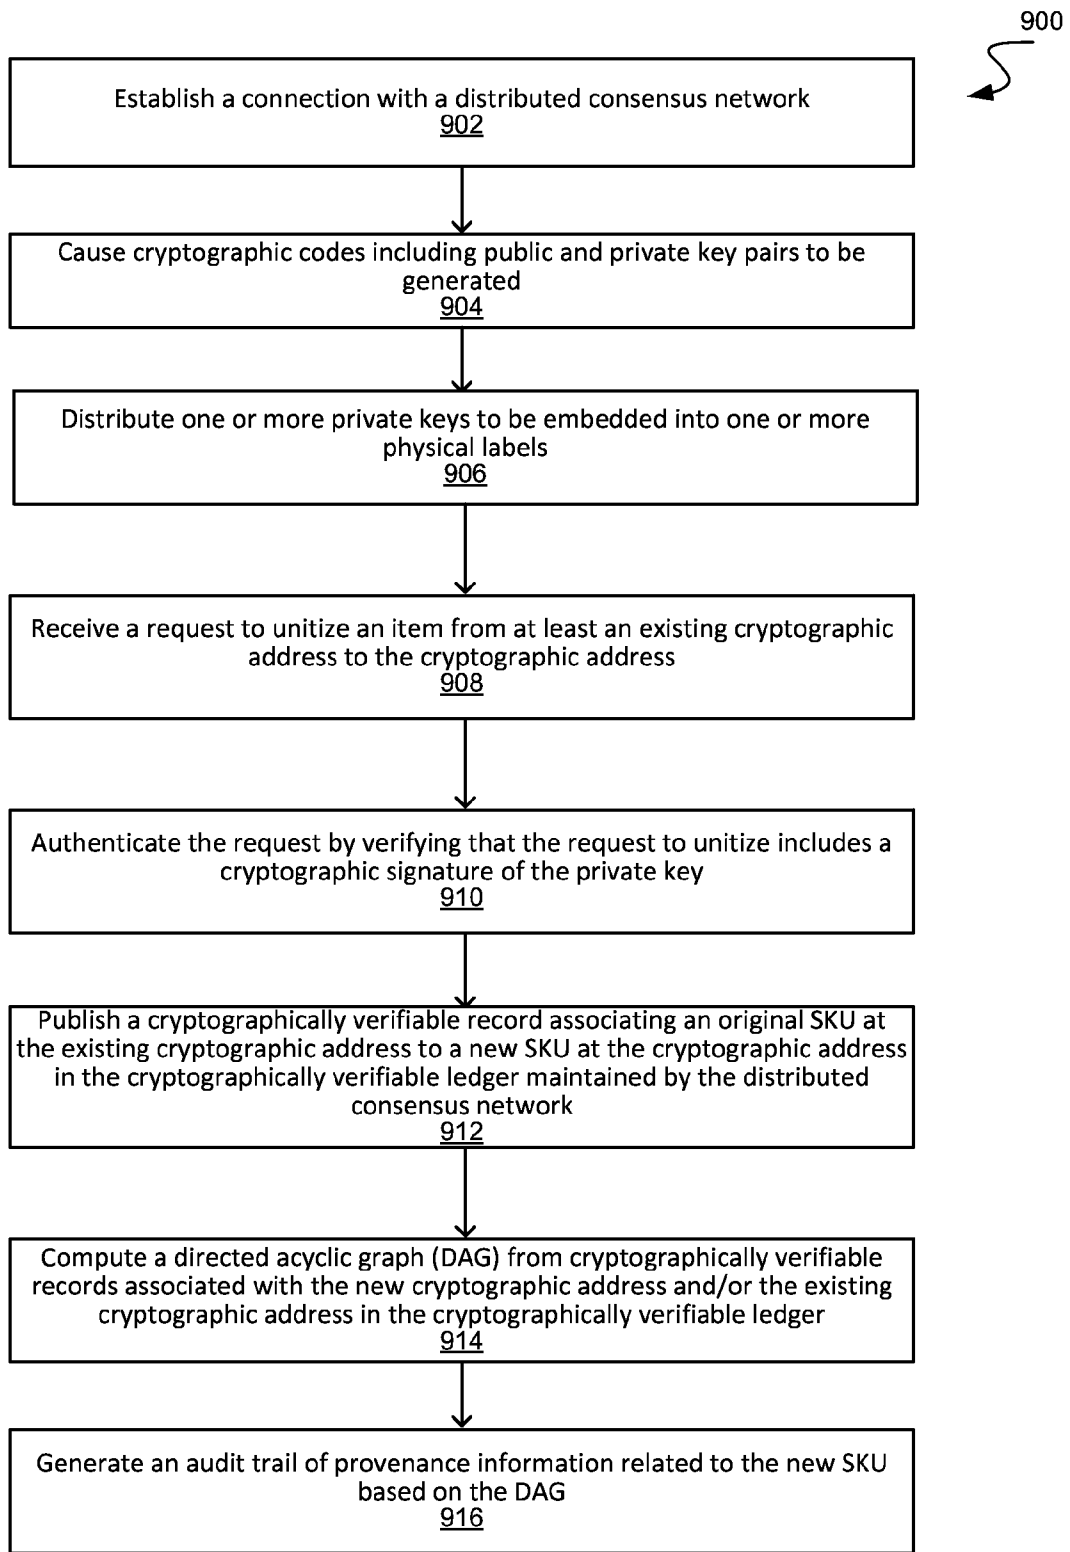 900
Establish a connection with a distributed consensus network
902
Cause cryptographic codes including public and private key pairs to be
generated
904
Distribute one or more private keys to be embedded into one or more
physical labels
906
Receive a request to unitize an item from at least an existing cryptographic
address to the cryptographic address
908
Authenticate the request by verifying that the request to unitize includes a
cryptographic signature of the private key
910
Publish a cryptographically verifiable record associating an original SKU at
the existing cryptographic address to a new SKU at the cryptographic address
in the cryptographically verifiable ledger maintained by the distributed
consensus network
912
Compute a directed acyclic graph (DAG) from cryptographically verifiable
records associated with the new cryptographic address and/or the existing
cryptographic address in the cryptographically verifiable ledger
914
Generate an audit trail of provenance information related to the new SKU
based on the DAG
916